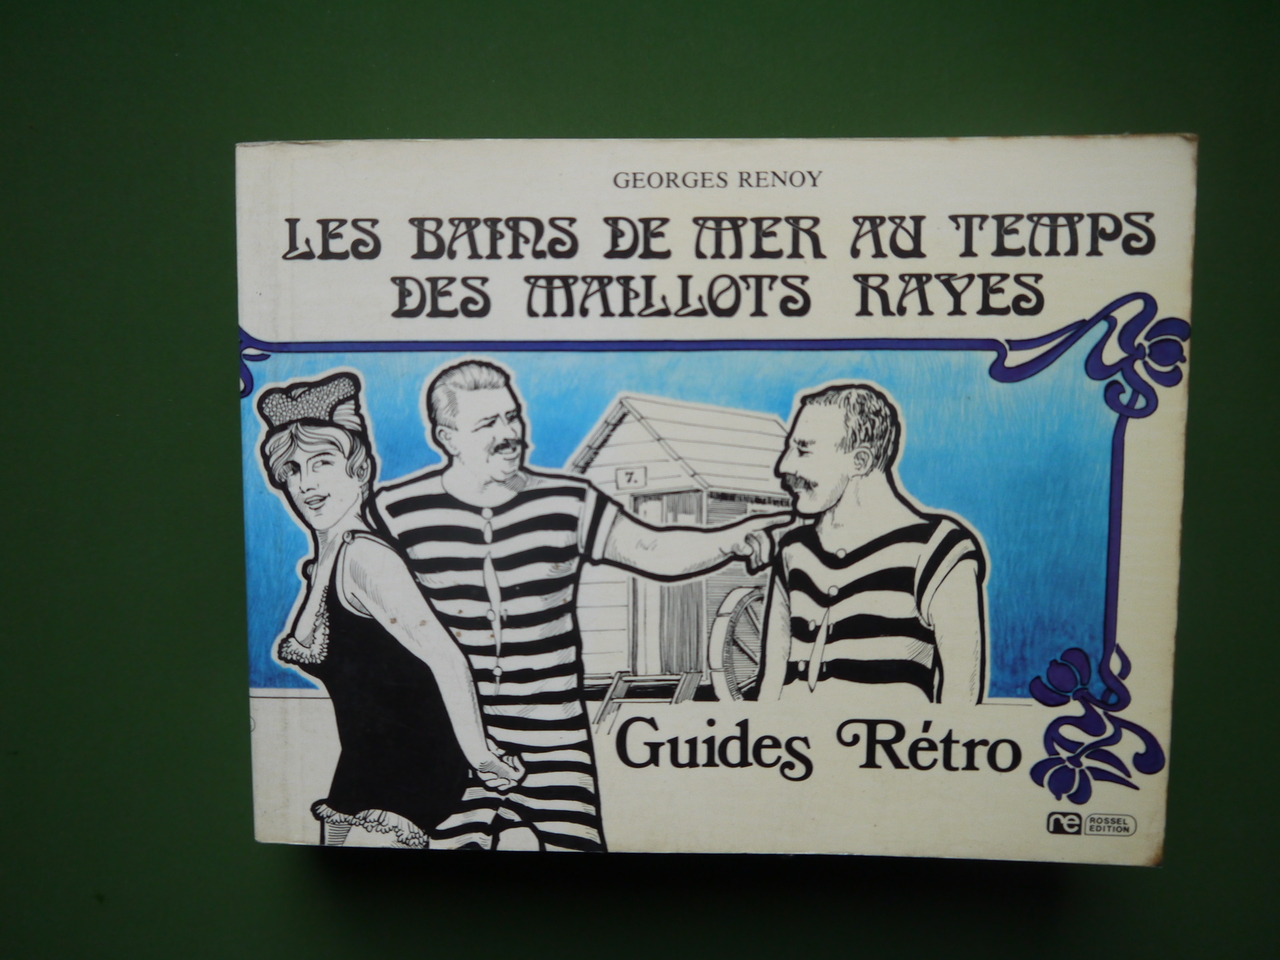 GEORGES RENOY
LES BAINS DE MER AU TEMPS
DES MAILLOTS RAYES
7.
Guides Rétro
re ROSSEL
EDITION